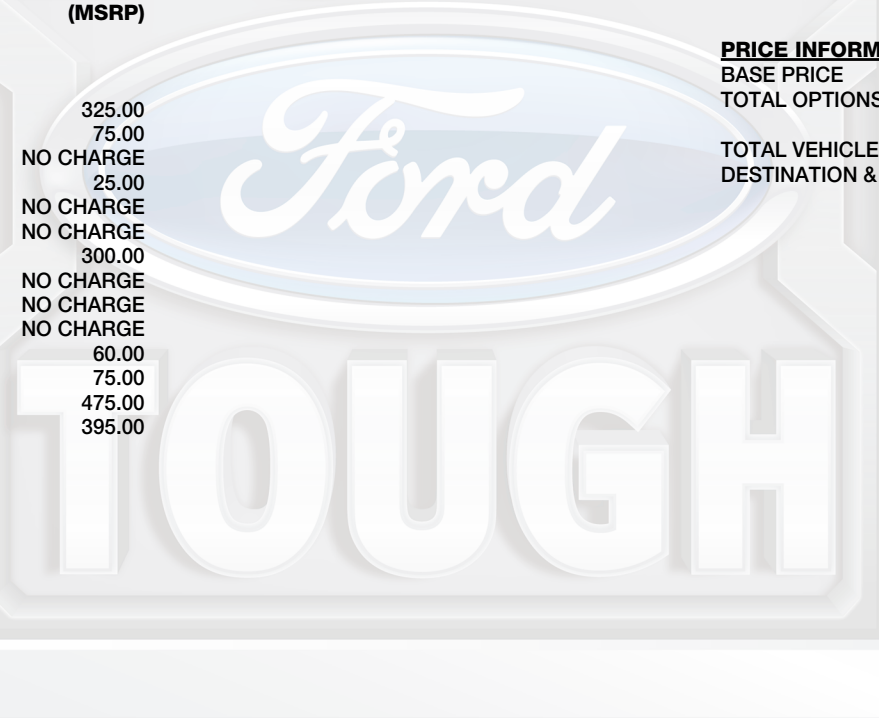 (MSRP)
325.00
75.00
NO CHARGE
25.00
NO CHARGE
NO CHARGE
300.00
NO CHARGE
NO CHARGE
NO CHARGE
60.00
75.00
475.00
395.00
PRICE INFORM
BASE PRICE
TOTAL OPTIONS
TOTAL VEHICLE
DESTINATION &
Ford
TOUGH